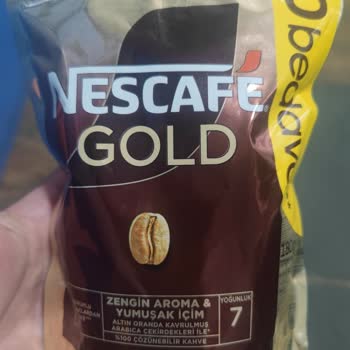 NESCAFÉ
GOLD
bedava
ZENGİN AROMA &
YUMUŞAK İÇİM
ALTIN ORANDA KAVRULMUŞ
ARABICA ÇEKİRDEKLERİ İLE*
%100 ÇÖZÜNEBİLİR KAHVE
YOĞUNLUK
7